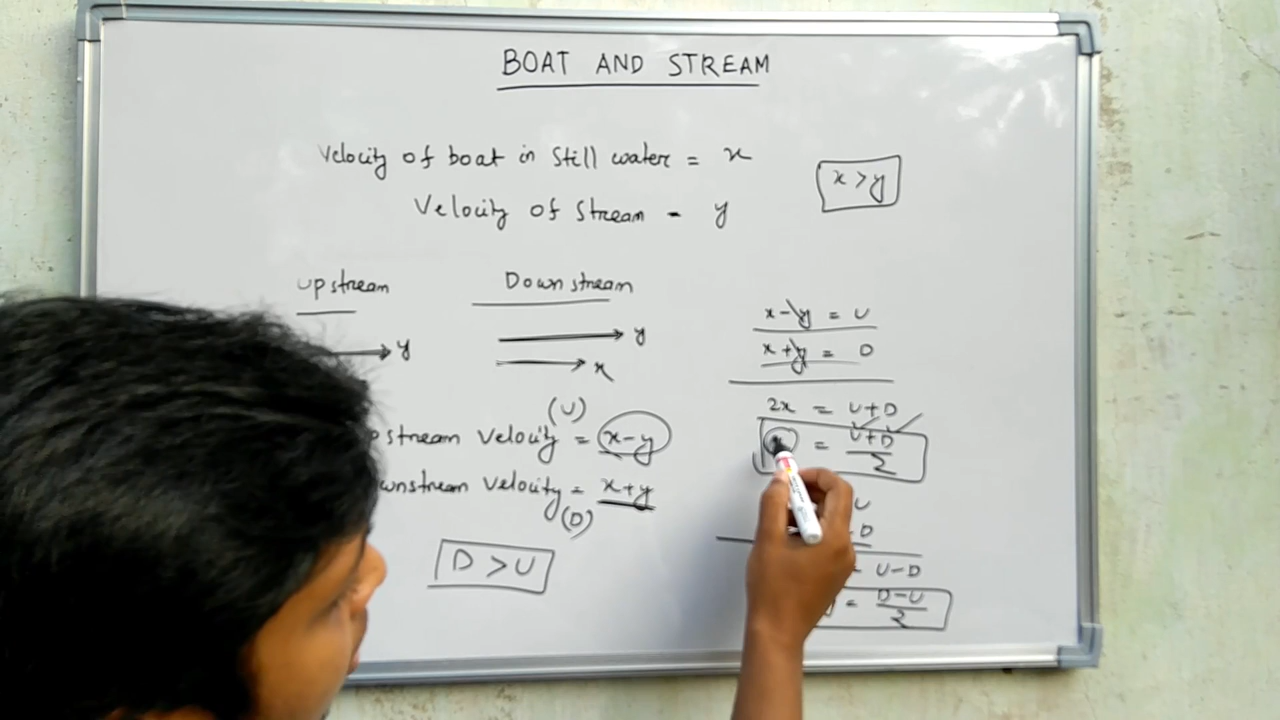 BOAT AND STREAM
Velocity of boat in still water = x
x > y
Velocity of Stream - y
upstream
Downstream
y
y
x
x - y = U
x + y = D
2x = U+D
(U)
pstream velocity = x-y
x = U+D/2
wnstream velocity = x+y
(D)
U
D
D > U
= U-D
= D-U/2